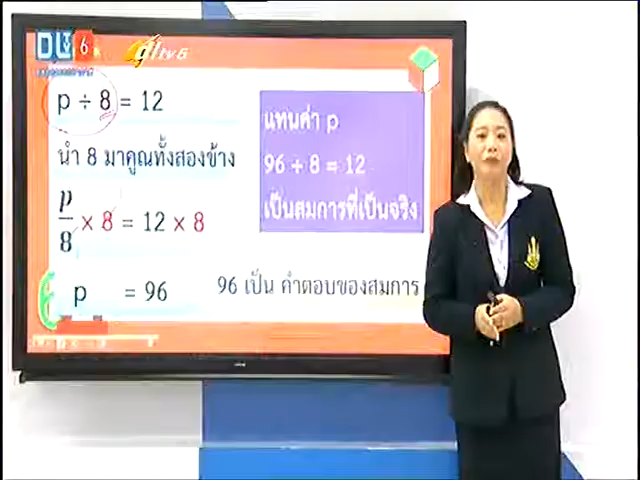 DL 6
dltv6
p ÷ 8 = 12
นำ 8 มาคูณทั้งสองข้าง
p/8 × 8 = 12 × 8
p = 96
แทนค่า p
96 ÷ 8 = 12
เป็นสมการที่เป็นจริง
96 เป็น คำตอบของสมการ